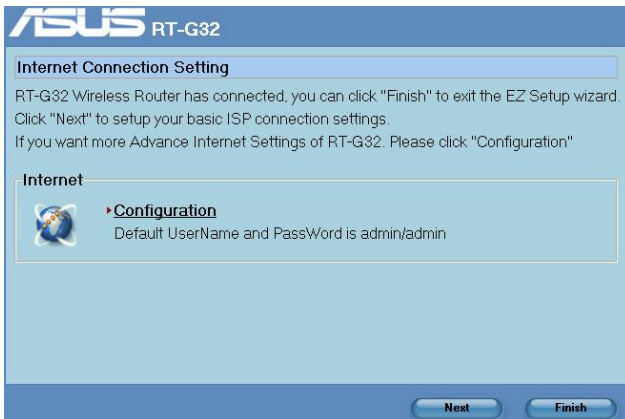 ASUS RT-G32
Internet Connection Setting
RT-G32 Wireless Router has connected, you can click "Finish" to exit the EZ Setup wizard.
Click "Next" to setup your basic ISP connection settings.
If you want more Advance Internet Settings of RT-G32. Please click "Configuration"
Internet
Configuration
Default UserName and PassWord is admin/admin
Next Finish